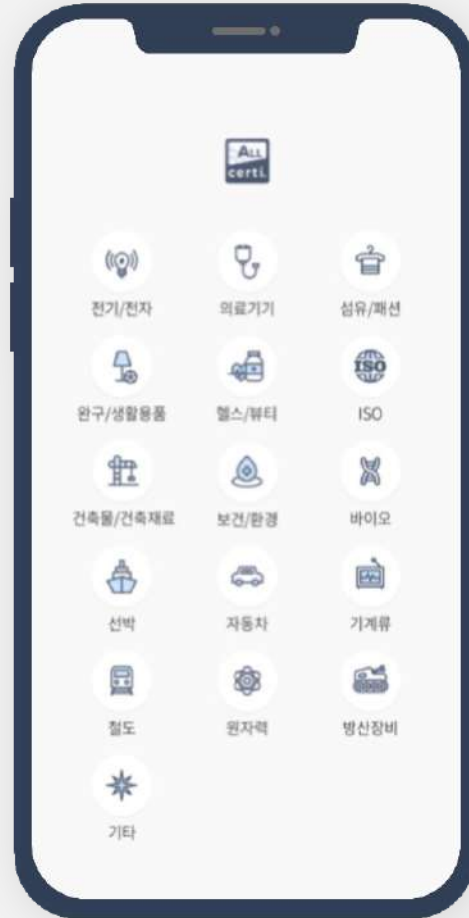 ALL
certi.
전기/전자 의료기기 섬유/패션
완구/생활용품 헬스/뷰티 ISO
ISO
건축물/건축재료 보건/환경 바이오
선박 자동차 기계류
철도 원자력 방산장비
기타